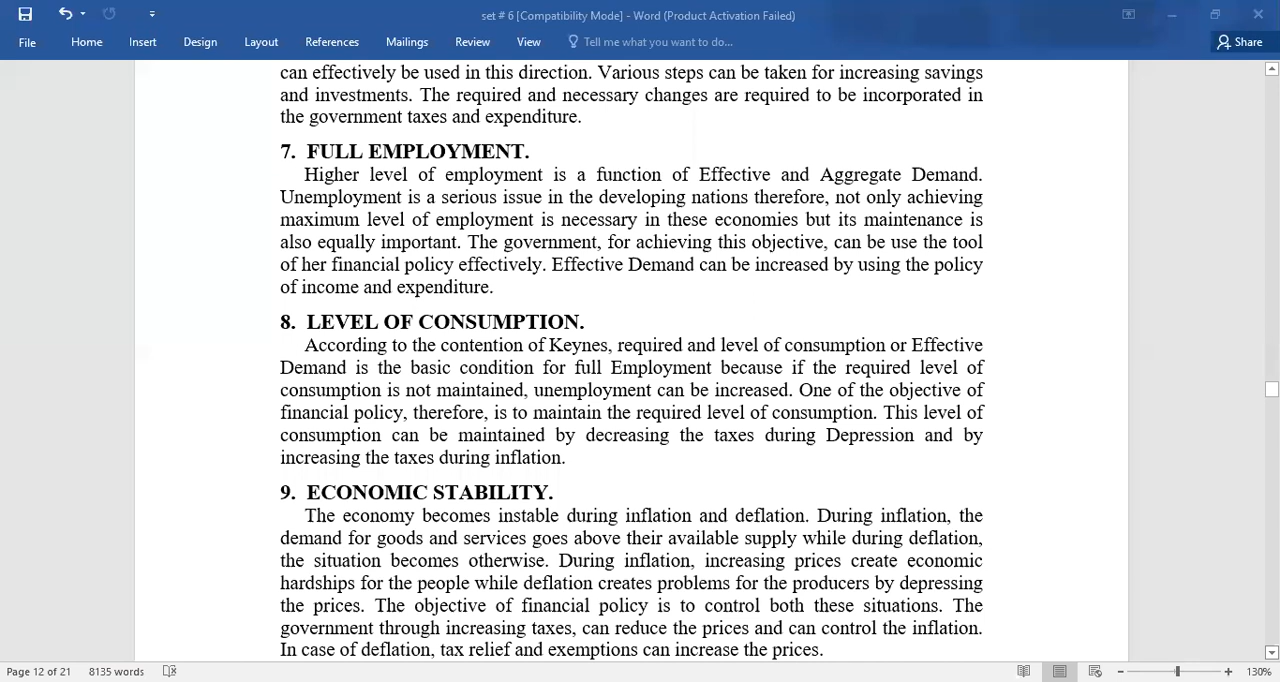 set # 6 [Compatibility Mode] - Word (Product Activation Failed)
File Home Insert Design Layout References Mailings Review View Tell me what you want to do... Share
can effectively be used in this direction. Various steps can be taken for increasing savings
and investments. The required and necessary changes are required to be incorporated in
the government taxes and expenditure.
7. FULL EMPLOYMENT.
Higher level of employment is a function of Effective and Aggregate Demand.
Unemployment is a serious issue in the developing nations therefore, not only achieving
maximum level of employment is necessary in these economies but its maintenance is
also equally important. The government, for achieving this objective, can be use the tool
of her financial policy effectively. Effective Demand can be increased by using the policy
of income and expenditure.
8. LEVEL OF CONSUMPTION.
According to the contention of Keynes, required and level of consumption or Effective
Demand is the basic condition for full Employment because if the required level of
consumption is not maintained, unemployment can be increased. One of the objective of
financial policy, therefore, is to maintain the required level of consumption. This level of
consumption can be maintained by decreasing the taxes during Depression and by
increasing the taxes during inflation.
9. ECONOMIC STABILITY.
The economy becomes instable during inflation and deflation. During inflation, the
demand for goods and services goes above their available supply while during deflation,
the situation becomes otherwise. During inflation, increasing prices create economic
hardships for the people while deflation creates problems for the producers by depressing
the prices. The objective of financial policy is to control both these situations. The
government through increasing taxes, can reduce the prices and can control the inflation.
In case of deflation, tax relief and exemptions can increase the prices.
Page 12 of 21 8135 words 130%